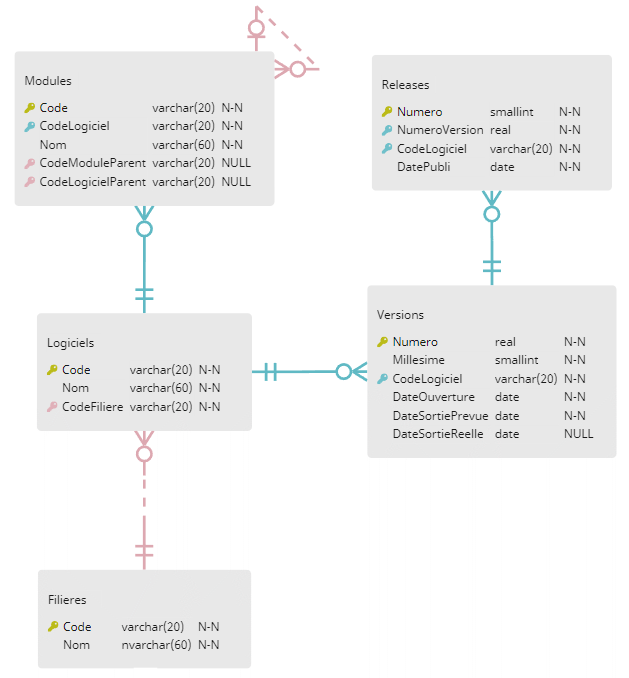 Modules
Code varchar(20) N-N
CodeLogiciel varchar(20) N-N
Nom varchar(60) N-N
CodeModuleParent varchar(20) NULL
CodeLogicielParent varchar(20) NULL
Releases
Numero smallint N-N
NumeroVersion real N-N
CodeLogiciel varchar(20) N-N
DatePubli date N-N
Logiciels
Code varchar(20) N-N
Nom varchar(60) N-N
CodeFiliere varchar(20) N-N
Versions
Numero real N-N
Millesime smallint N-N
CodeLogiciel varchar(20) N-N
DateOuverture date N-N
DateSortiePrevue date N-N
DateSortieReelle date NULL
Filieres
Code varchar(20) N-N
Nom nvarchar(60) N-N